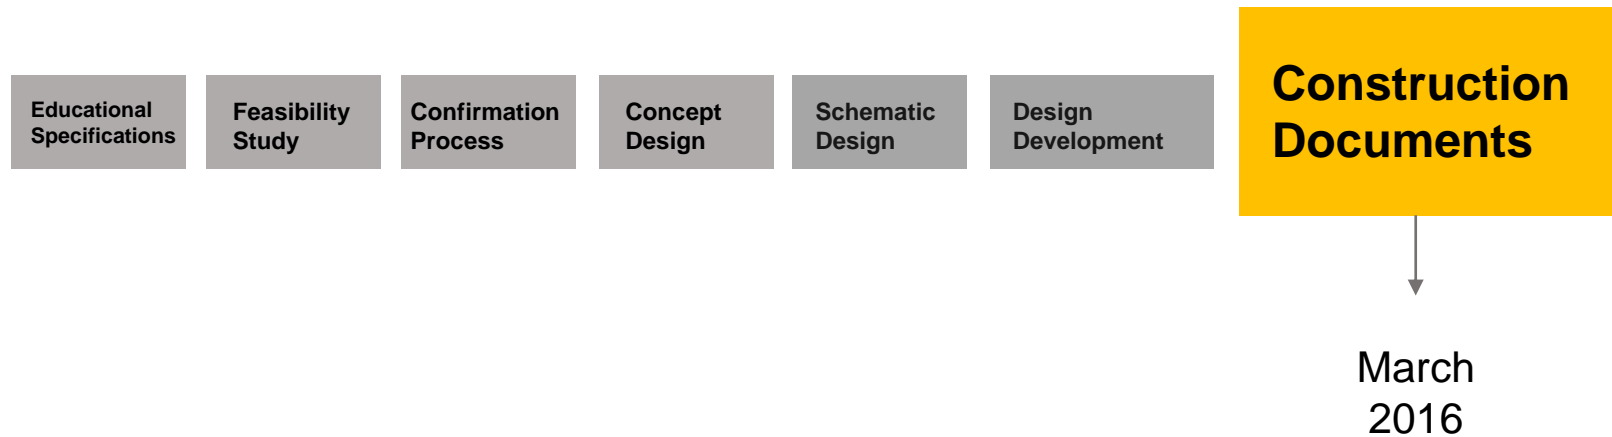 Educational
Specifications
Feasibility
Study
Confirmation
Process
Concept
Design
Schematic
Design
Design
Development
Construction
Documents
March
2016